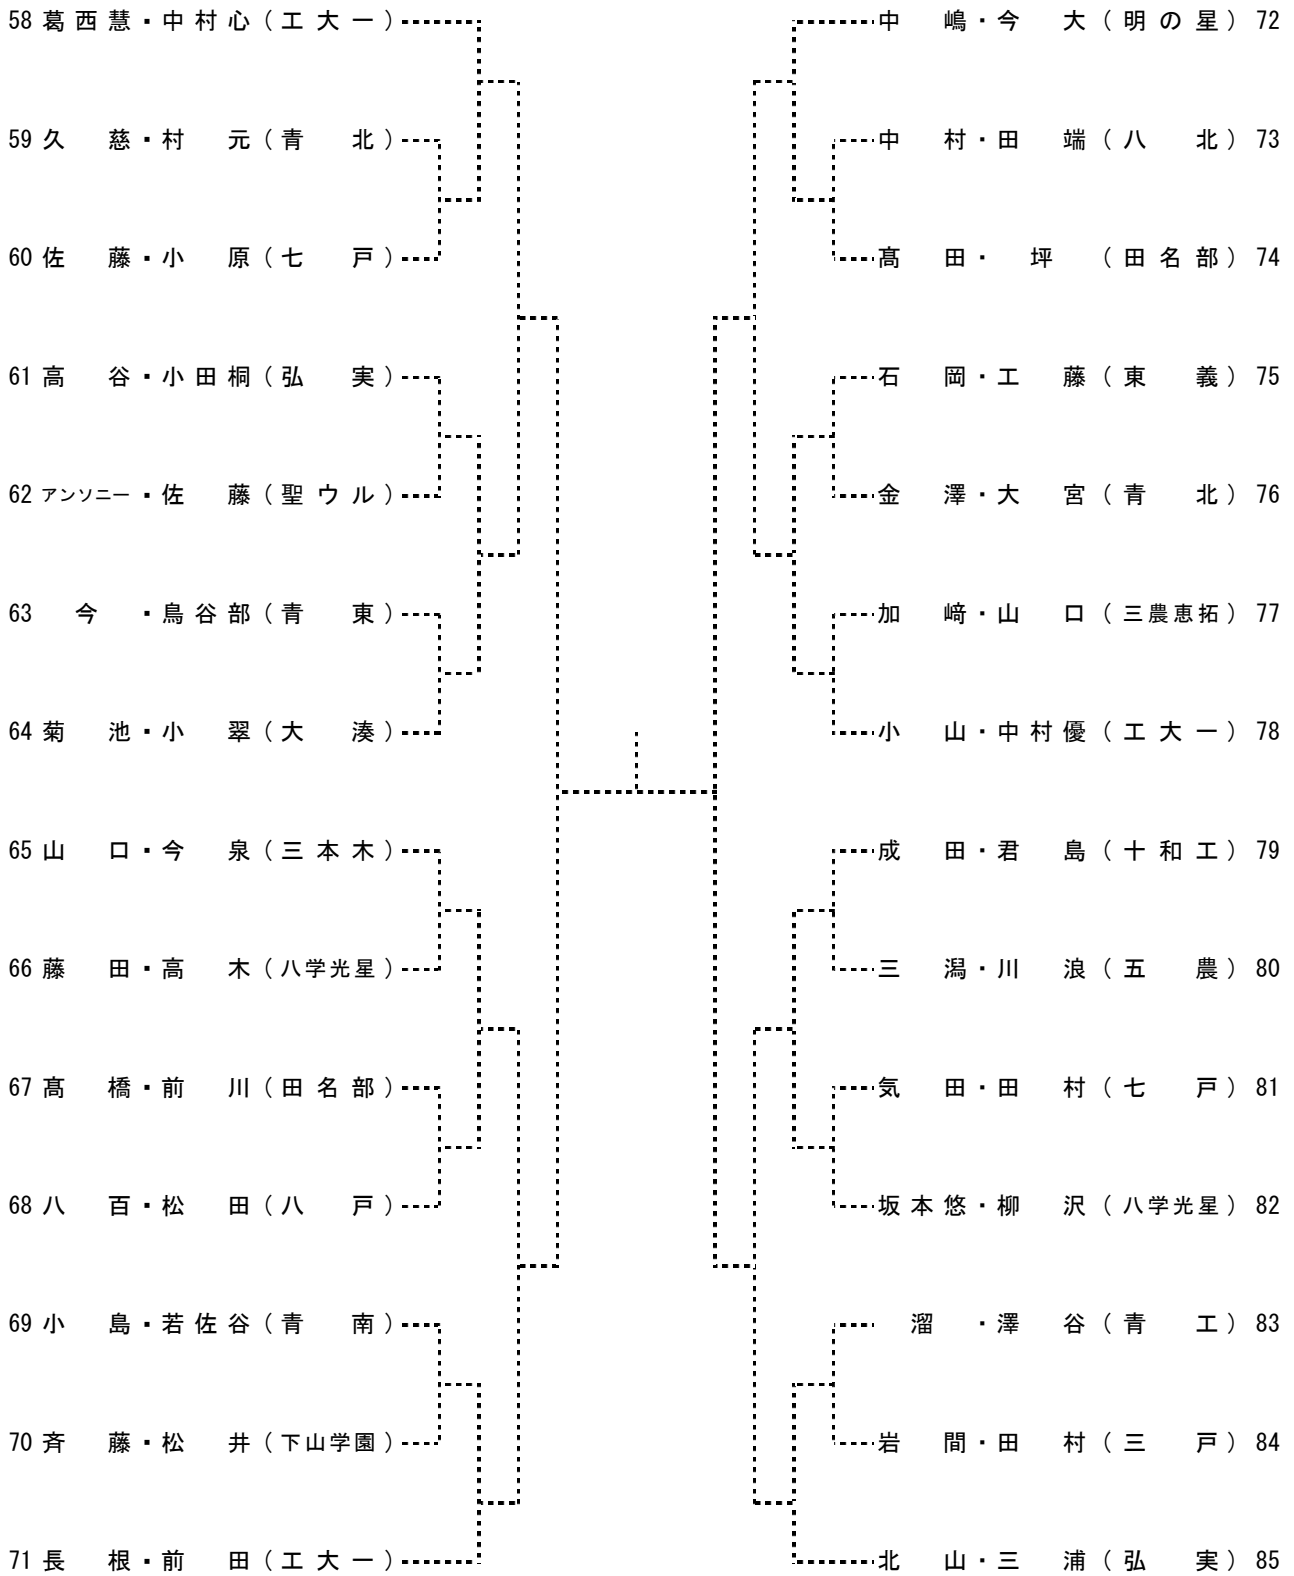 58 葛西慧・中村心(工大一)
59 久慈・村元(青北)
60 佐藤・小原(七戸)
61 高谷・小田桐(弘実)
62 アンソニー・佐藤(聖ウル)
63 今・鳥谷部(青東)
64 菊池・小翠(大湊)
65 山口・今泉(三本木)
66 藤田・高木(八学光星)
67 髙橋・前川(田名部)
68 八百・松田(八戸)
69 小島・若佐谷(青南)
70 斉藤・松井(下山学園)
71 長根・前田(工大一)
中嶋・今大(明の星) 72
中村・田端(八北) 73
髙田・坪(田名部) 74
石岡・工藤(東義) 75
金澤・大宮(青北) 76
加﨑・山口(三農恵拓) 77
小山・中村優(工大一) 78
成田・君島(十和工) 79
三潟・川浪(五農) 80
気田・田村(七戸) 81
坂本悠・柳沢(八学光星) 82
溜・澤谷(青工) 83
岩間・田村(三戸) 84
北山・三浦(弘実) 85